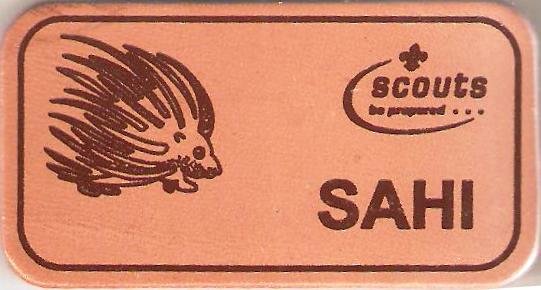 scouts
be prepared . . .
SAHI